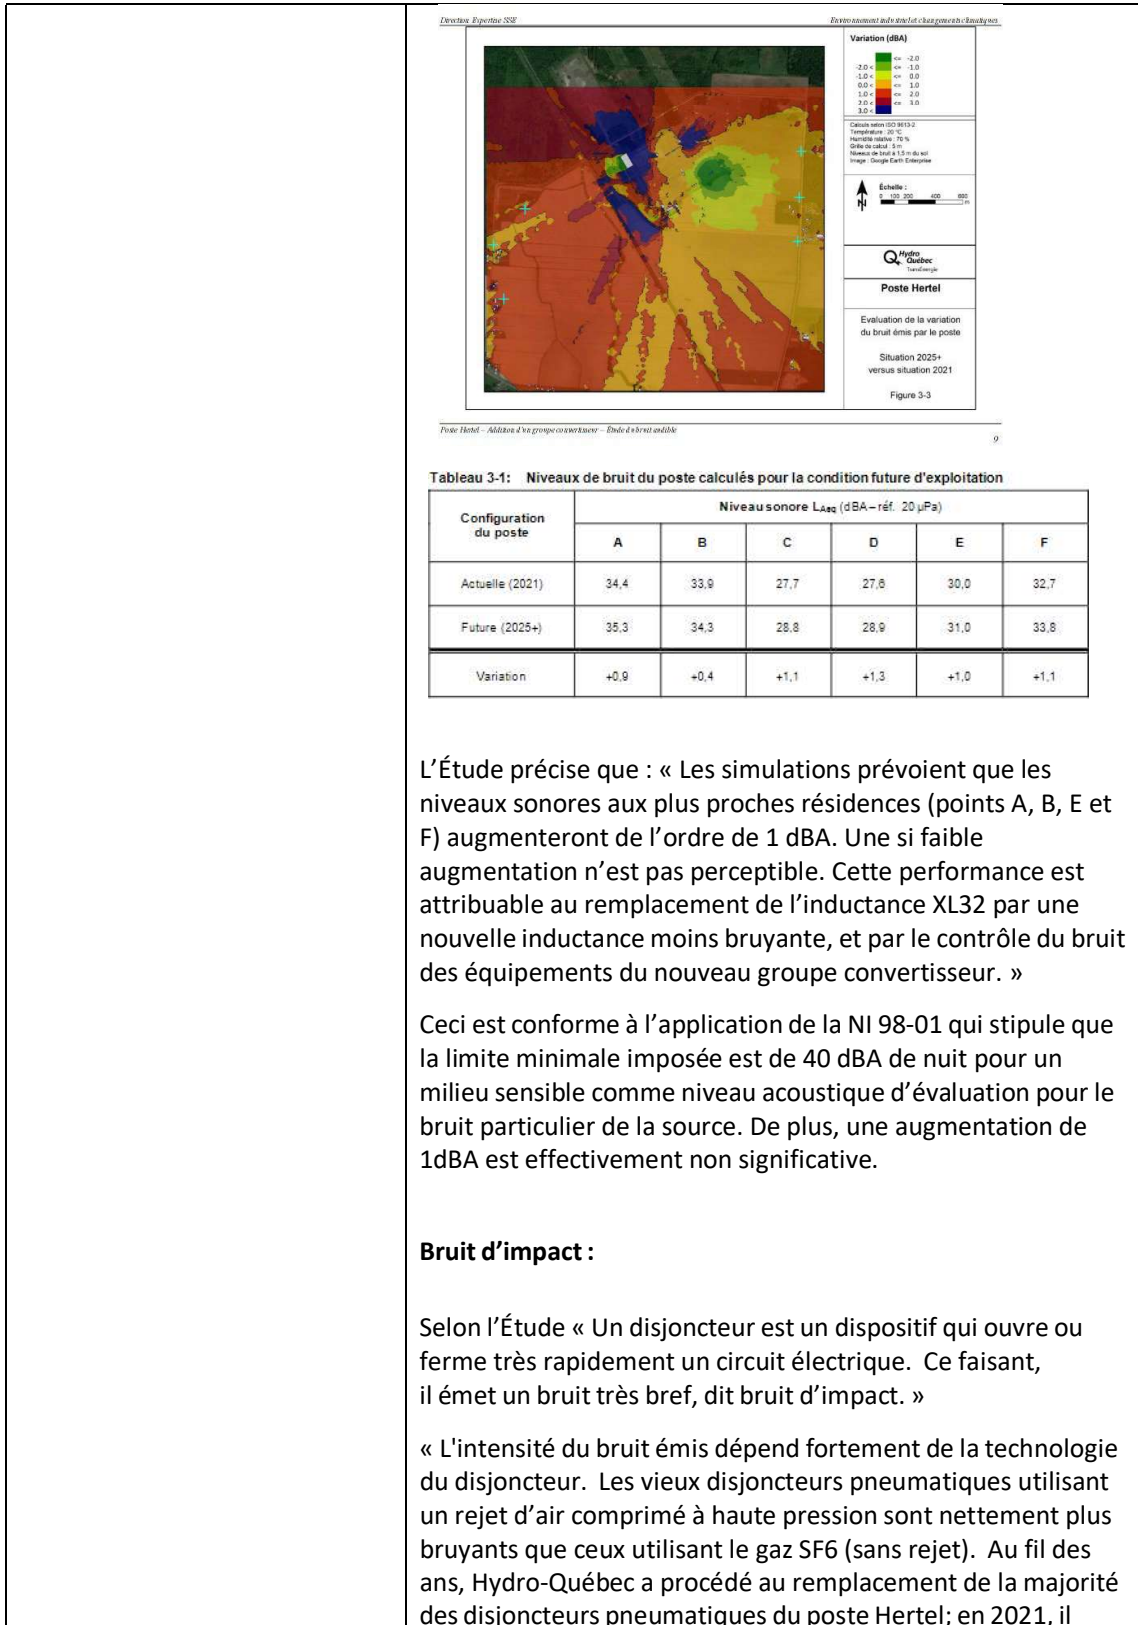 Direction Expertise SSE
Environnement industriel et changements climatiques
Variation (dBA)
<= -2.0
-2.0 < <= -1.0
-1.0 < <= 0.0
0.0 < <= 1.0
1.0 < <= 2.0
2.0 < <= 3.0
3.0 <
Calculs selon ISO 9613-2
Température : 20 °C
Humidité relative : 70 %
Grille de calcul : 5 m
Niveaux de bruit à 1,5 m du sol
Image : Google Earth Enterprise
Échelle :
0 100 200 400 600
m
N
Hydro
Québec
TransÉnergie
Poste Hertel
Evaluation de la variation
du bruit émis par le poste
Situation 2025+
versus situation 2021
Figure 3-3
Poste Hertel – Addition d'un groupe convertisseur – Étude du bruit audible
9
Tableau 3-1: Niveaux de bruit du poste calculés pour la condition future d'exploitation
Configuration
du poste
Niveau sonore LAeq (dBA – réf. 20 µPa)
A B C D E F
Actuelle (2021) 34,4 33,9 27,7 27,6 30,0 32,7
Future (2025+) 35,3 34,3 28,8 28,9 31,0 33,8
Variation +0,9 +0,4 +1,1 +1,3 +1,0 +1,1
L'Étude précise que : « Les simulations prévoient que les
niveaux sonores aux plus proches résidences (points A, B, E et
F) augmenteront de l'ordre de 1 dBA. Une si faible
augmentation n'est pas perceptible. Cette performance est
attribuable au remplacement de l'inductance XL32 par une
nouvelle inductance moins bruyante, et par le contrôle du bruit
des équipements du nouveau groupe convertisseur. »
Ceci est conforme à l'application de la NI 98-01 qui stipule que
la limite minimale imposée est de 40 dBA de nuit pour un
milieu sensible comme niveau acoustique d'évaluation pour le
bruit particulier de la source. De plus, une augmentation de
1dBA est effectivement non significative.
Bruit d'impact :
Selon l'Étude « Un disjoncteur est un dispositif qui ouvre ou
ferme très rapidement un circuit électrique. Ce faisant,
il émet un bruit très bref, dit bruit d'impact. »
« L'intensité du bruit émis dépend fortement de la technologie
du disjoncteur. Les vieux disjoncteurs pneumatiques utilisant
un rejet d'air comprimé à haute pression sont nettement plus
bruyants que ceux utilisant le gaz SF6 (sans rejet). Au fil des
ans, Hydro-Québec a procédé au remplacement de la majorité
des disjoncteurs pneumatiques du poste Hertel; en 2021, il